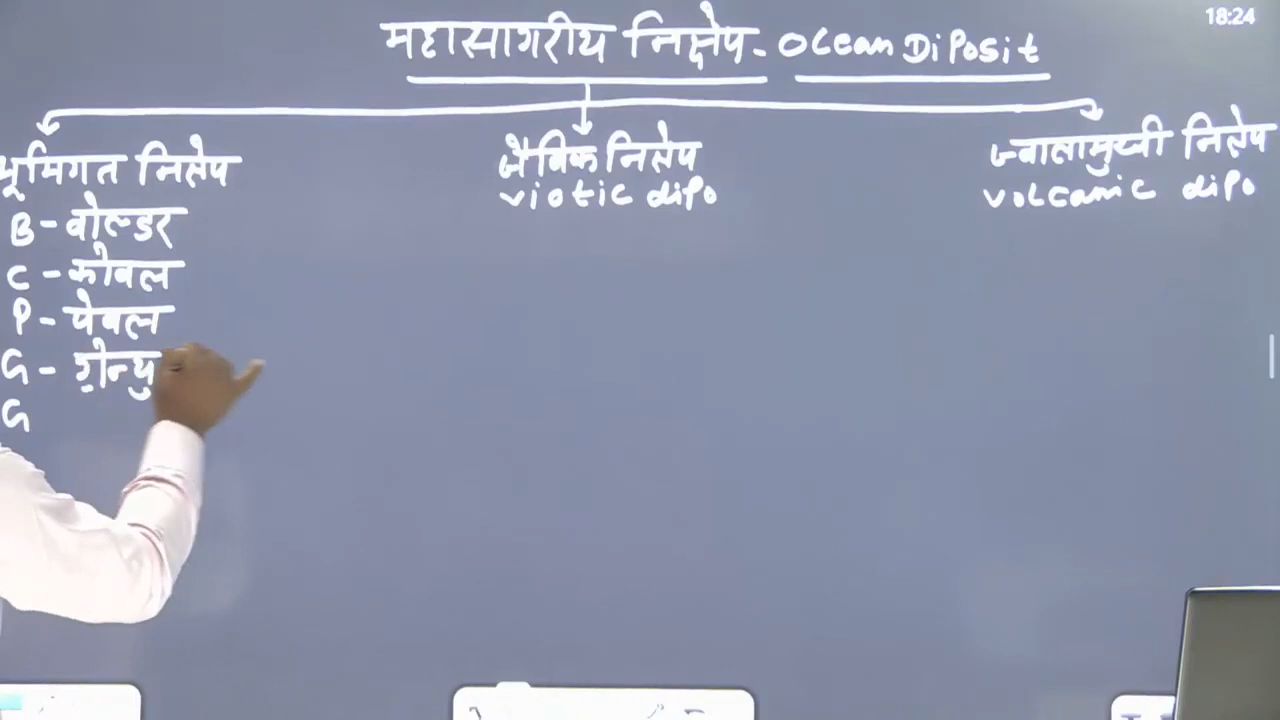 18:24
महासागरीय निक्षेप - Ocean Diposit
भूमिगत निक्षेप
जैविक निक्षेप
viotic dipo
ज्वालामुखी निक्षेप
volcanic dipo
B - बोल्डर
C - कोबल
P - पेबल
G - ग्रेन्यु
G